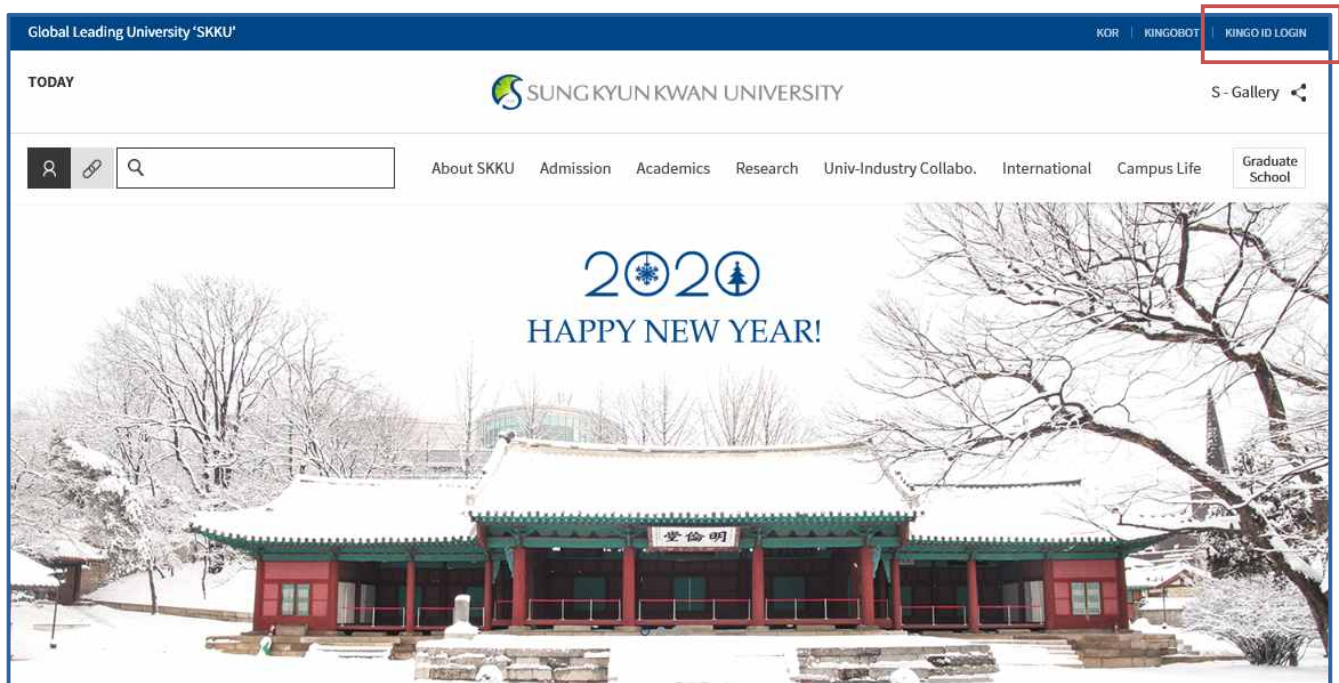 Global Leading University ‘SKKU’
KOR | KINGOBOT | KINGO ID LOGIN
TODAY
SUNG KYUN KWAN UNIVERSITY
S - Gallery
About SKKU Admission Academics Research Univ-Industry Collabo. International Campus Life
Graduate
School
2020
HAPPY NEW YEAR!
堂倫明